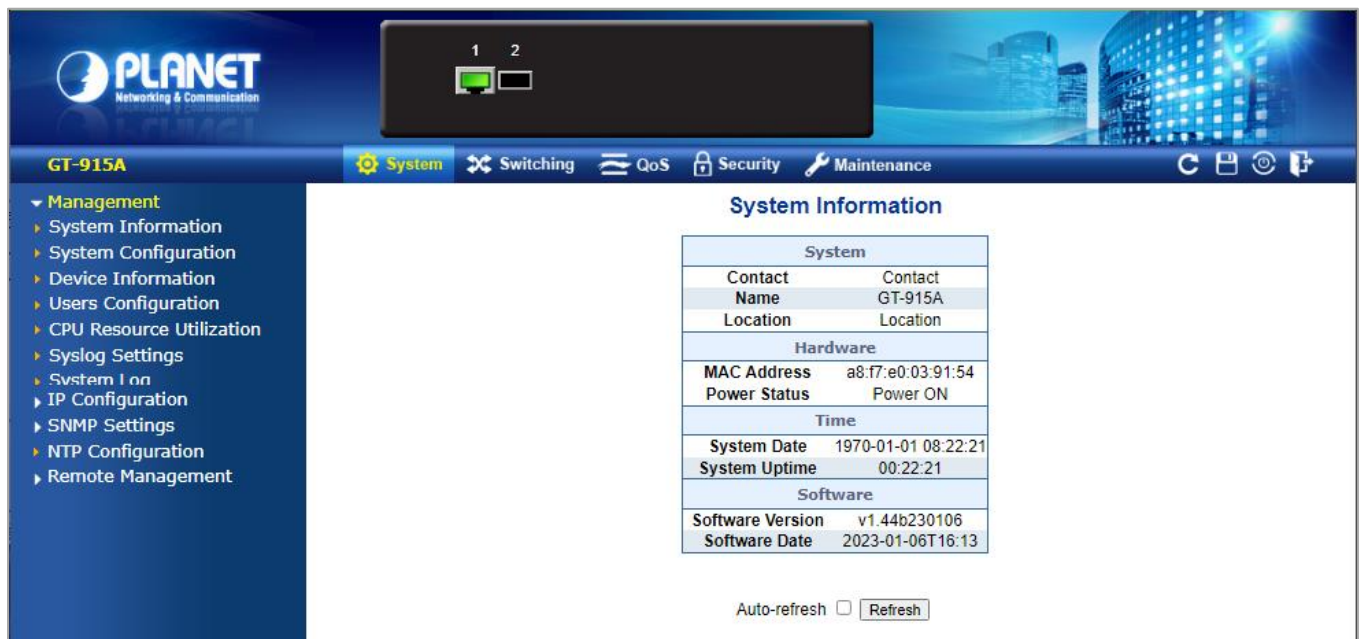 1 2
PLANET
Networking & Communication
GT-915A
System Switching QoS Security Maintenance
Management
System Information
System Configuration
Device Information
Users Configuration
CPU Resource Utilization
Syslog Settings
System Log
IP Configuration
SNMP Settings
NTP Configuration
Remote Management
System Information
System
Contact Contact
Name GT-915A
Location Location
Hardware
MAC Address a8:f7:e0:03:91:54
Power Status Power ON
Time
System Date 1970-01-01 08:22:21
System Uptime 00:22:21
Software
Software Version v1.44b230106
Software Date 2023-01-06T16:13
Auto-refresh Refresh